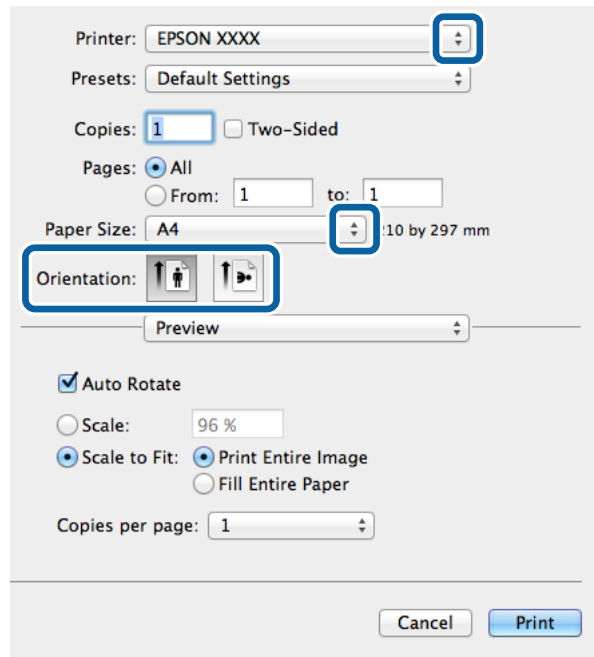 Printer: EPSON XXXX
Presets: Default Settings
Copies: 1 Two-Sided
Pages: All
From: 1 to: 1
Paper Size: A4 210 by 297 mm
Orientation:
Preview
Auto Rotate
Scale: 96 %
Scale to Fit: Print Entire Image
Fill Entire Paper
Copies per page: 1
Cancel Print